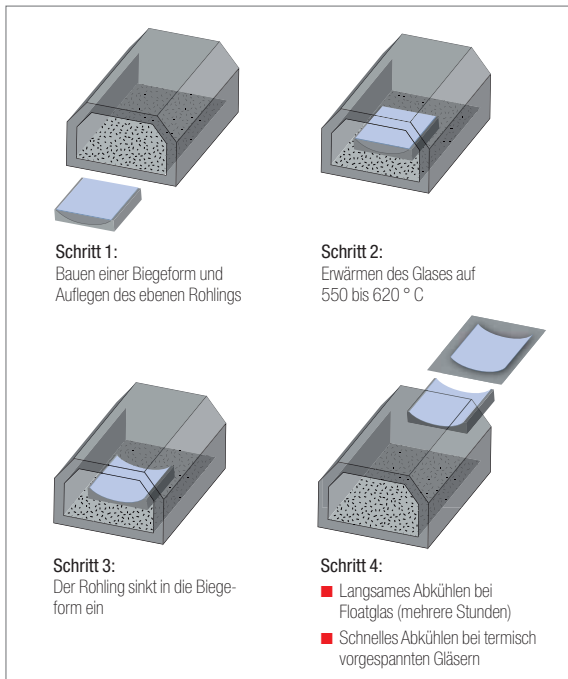 Schritt 1:
Bauen einer Biegeform und
Auflegen des ebenen Rohlings
Schritt 2:
Erwärmen des Glases auf
550 bis 620 ° C
Schritt 3:
Der Rohling sinkt in die Biege-
form ein
Schritt 4:
Langsames Abkühlen bei
Floatglas (mehrere Stunden)
Schnelles Abkühlen bei termisch
vorgespannten Gläsern